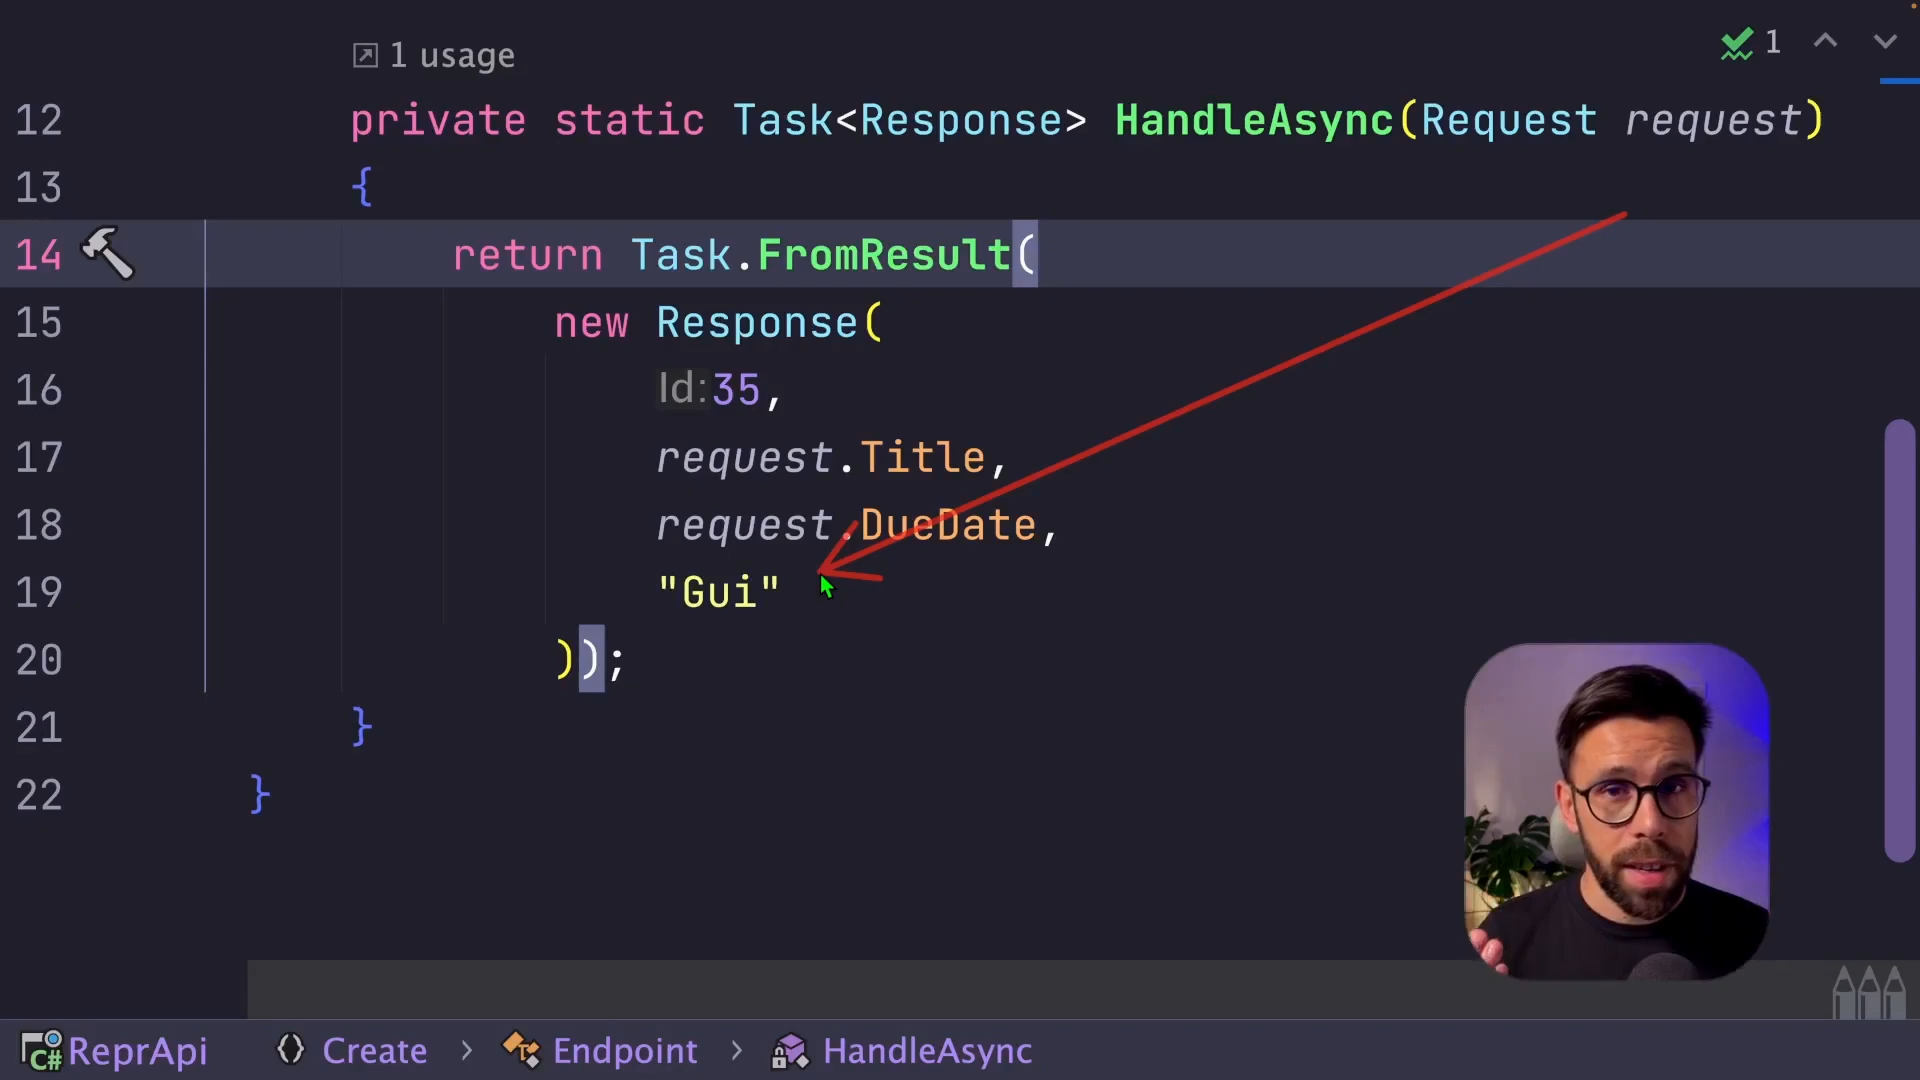 1 usage
1
12 private static Task<Response> HandleAsync(Request request)
13 {
14 return Task.FromResult(
15 new Response(
16 Id:35,
17 request.Title,
18 request.DueDate,
19 "Gui"
20 ));
21 }
22 }
C# ReprApi Create > Endpoint > HandleAsync